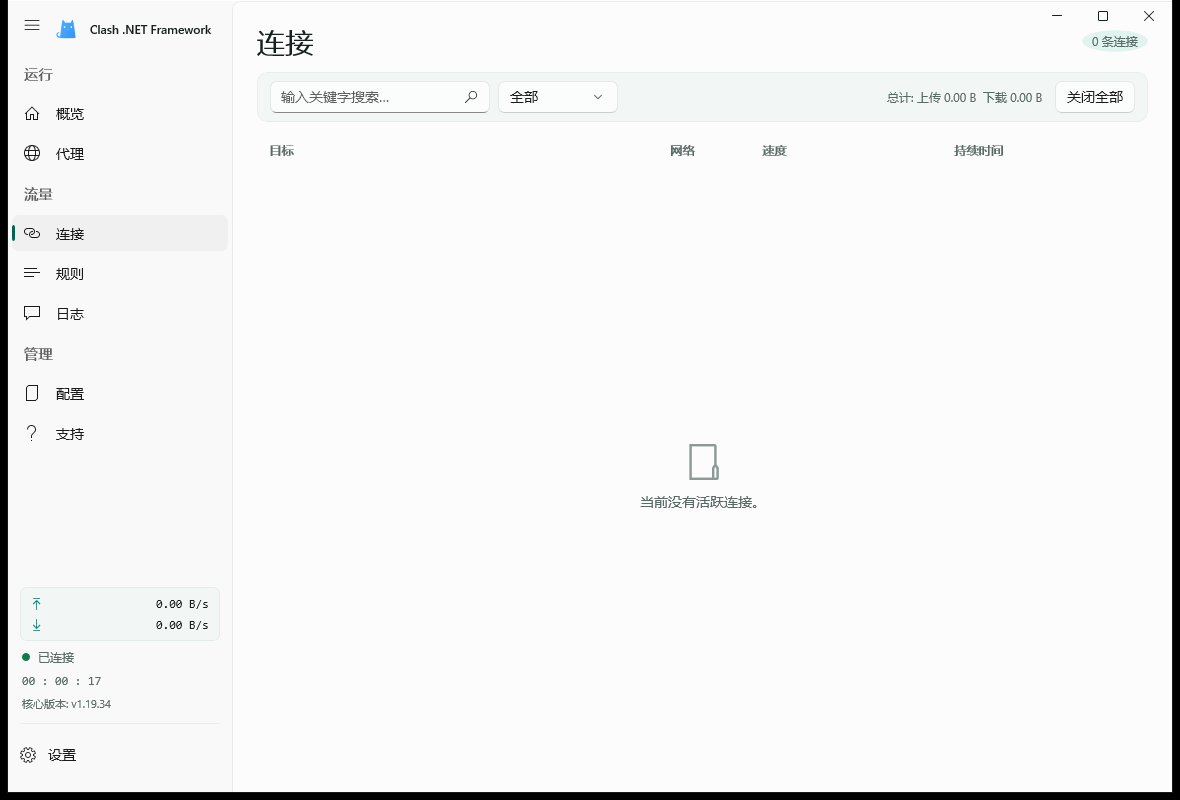 Clash .NET Framework
运行
概览
代理
流量
连接
规则
日志
管理
配置
支持
0.00 B/s
0.00 B/s
已连接
00 : 00 : 17
核心版本: v1.19.34
设置
连接
0 条连接
输入关键字搜索... 全部 总计: 上传 0.00 B 下载 0.00 B 关闭全部
目标 网络 速度 持续时间
当前没有活跃连接。